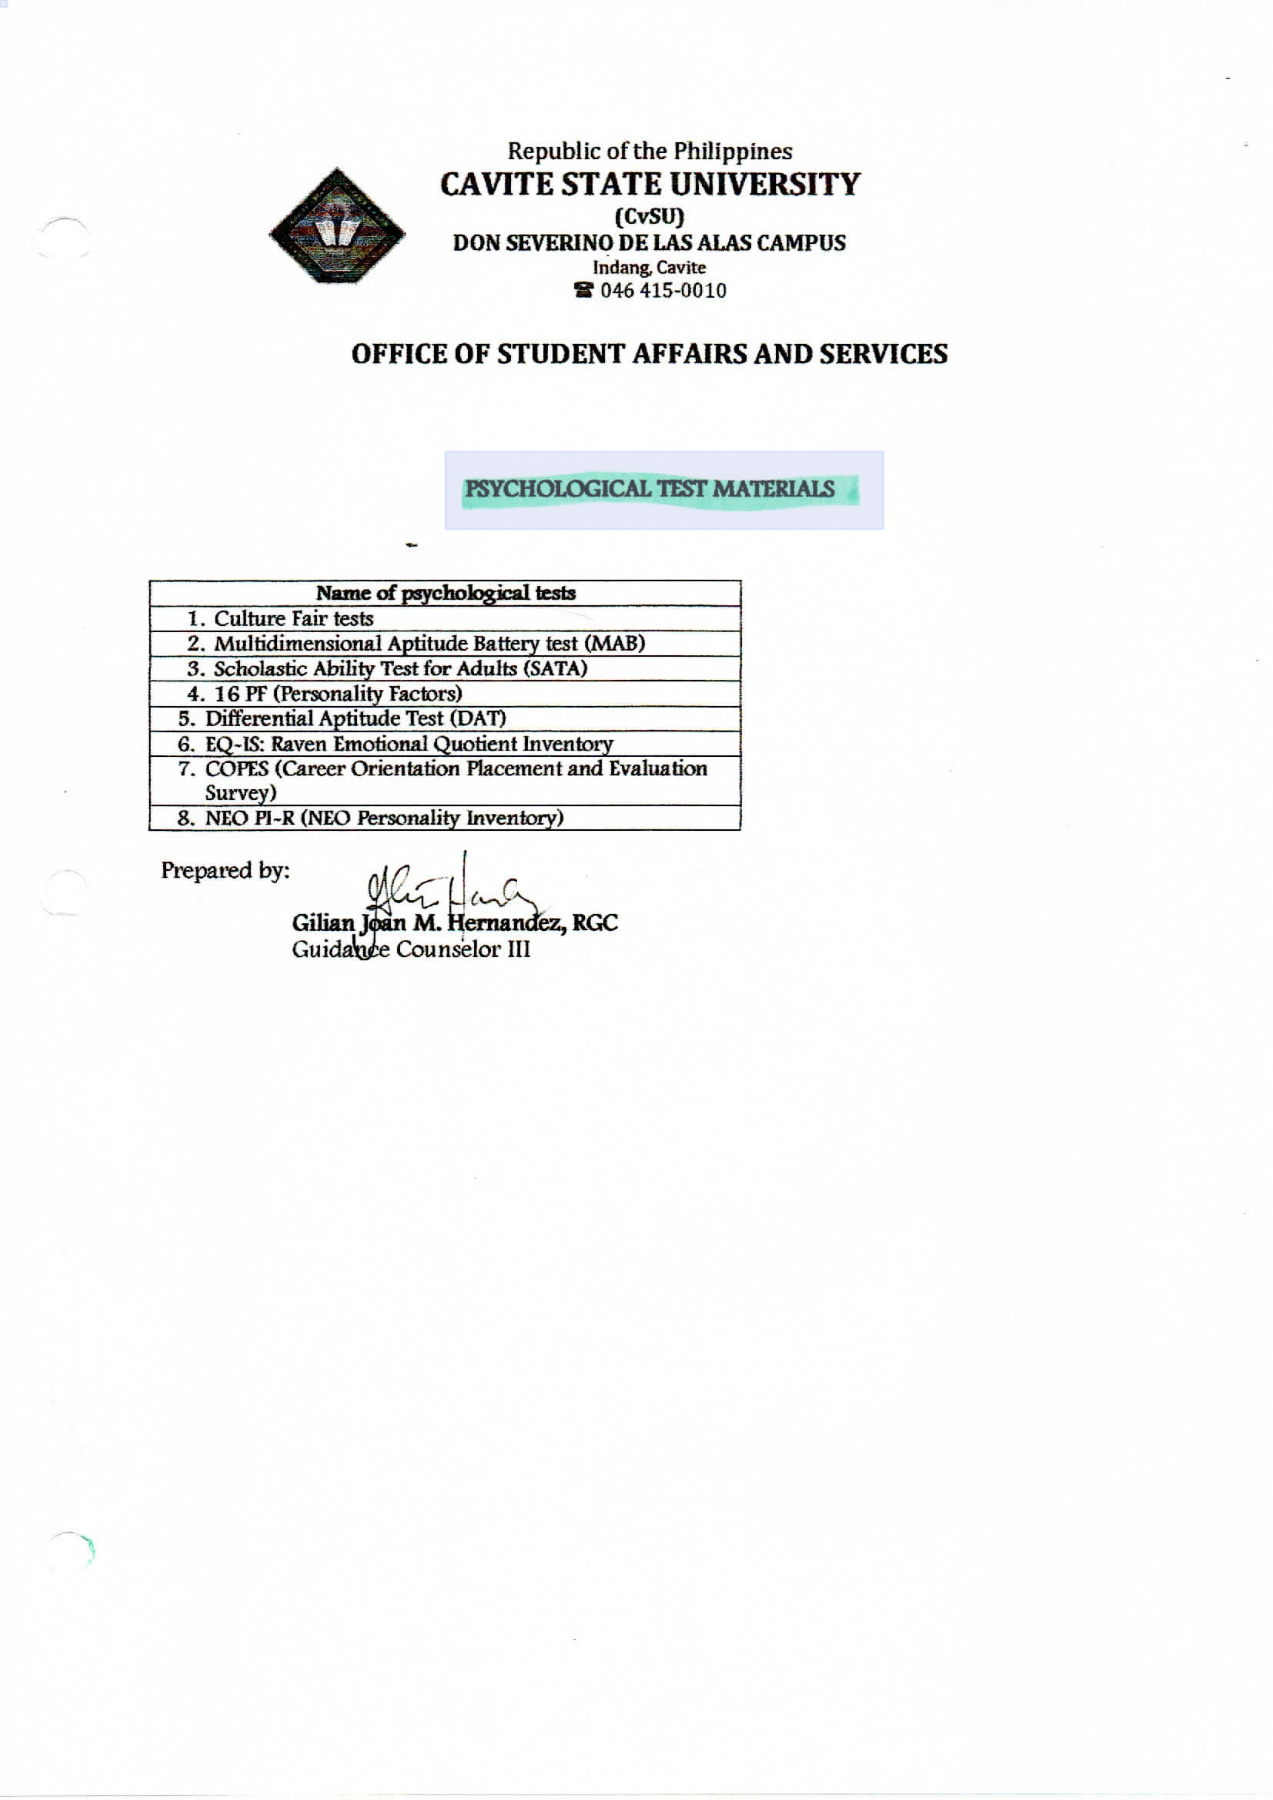 Republic of the Philippines
CAVITE STATE UNIVERSITY
(CvSU)
DON SEVERINO DE LAS ALAS CAMPUS
Indang, Cavite
☎ 046 415-0010
OFFICE OF STUDENT AFFAIRS AND SERVICES
PSYCHOLOGICAL TEST MATERIALS
Name of psychological tests
1. Culture Fair tests
2. Multidimensional Aptitude Battery test (MAB)
3. Scholastic Ability Test for Adults (SATA)
4. 16 PF (Personality Factors)
5. Differential Aptitude Test (DAT)
6. EQ-IS: Raven Emotional Quotient Inventory
7. COPES (Career Orientation Placement and Evaluation
Survey)
8. NEO PI-R (NEO Personality Inventory)
Prepared by:
Gilian Joan M. Hernandez, RGC
Guidance Counselor III